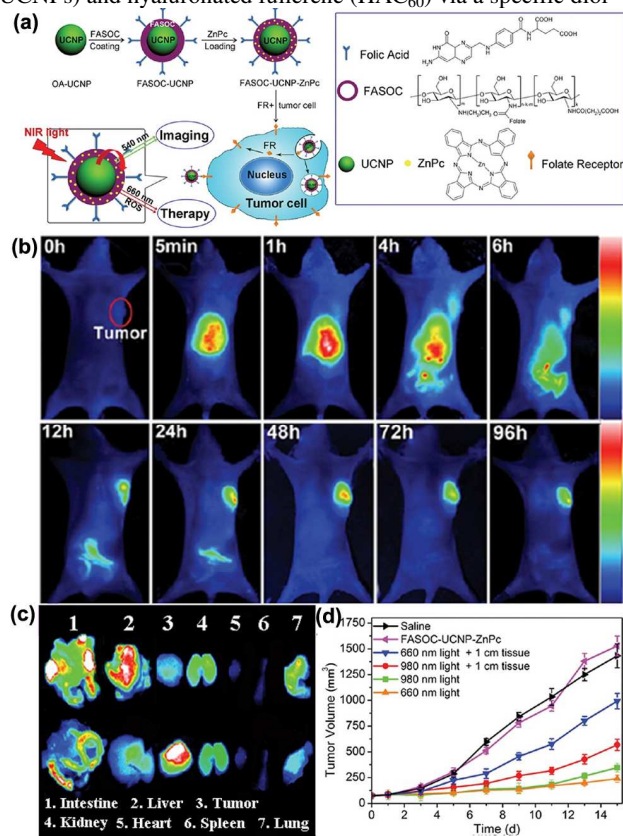 UCNPs) and hyaluronated fullerene (HAC60) via a specific
(a)
UCNP
FASOC
Coating
FASOC
UCNP
ZnPc
Loading
UCNP
OA-UCNP
FASOC-UCNP
FASOC-UCNP-ZnPc
FR+ tumor cell
NIR light
540 nm
Imaging
660 nm
ROS
Therapy
FR
Nucleus
Tumor cell
Folic Acid
FASOC
Folate
UCNP
ZnPc
Folate Receptor
(b)
0h
5min
1h
4h
6h
Tumor
12h
24h
48h
72h
96h
(c)
1 2 3 4 5 6 7
1. Intestine 2. Liver 3. Tumor
4. Kidney 5. Heart 6. Spleen 7. Lung
(d)
Saline
FASOC-UCNP-ZnPc
660 nm light + 1 cm tissue
980 nm light + 1 cm tissue
980 nm light
660 nm light
Tumor Volume (mm3)
1750
1500
1250
1000
750
500
250
0
0 2 4 6 8 10 12 14
Time (d)